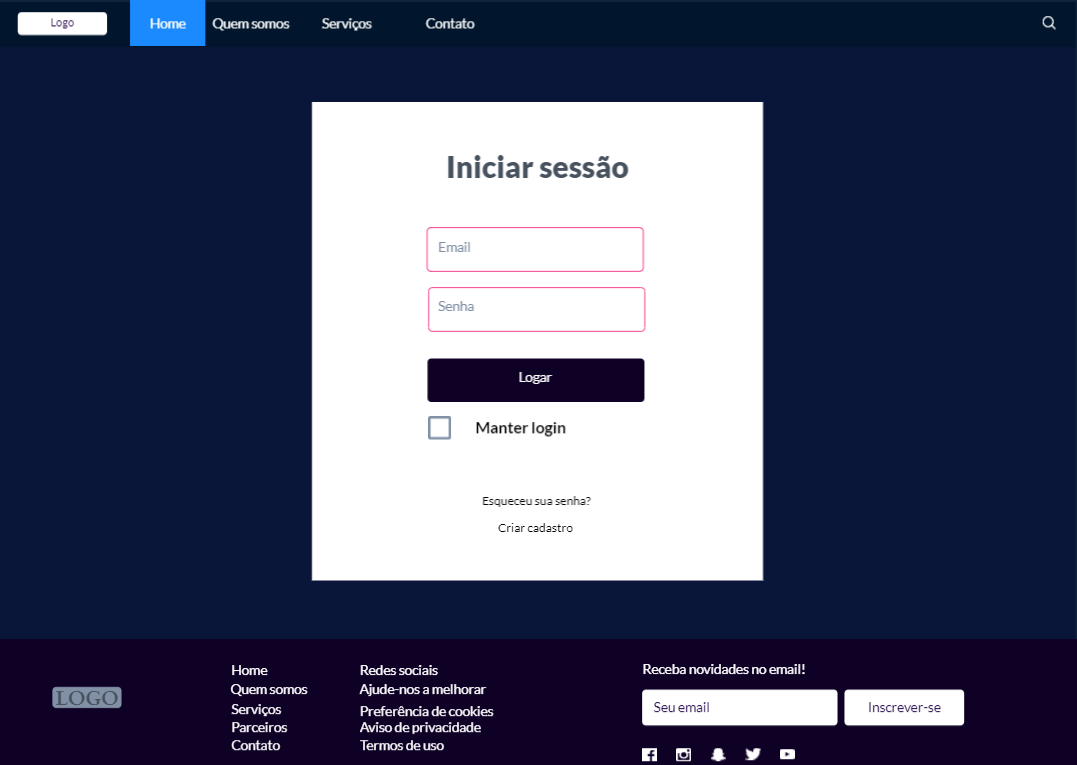 Logo
Home
Quem somos
Serviços
Contato
Iniciar sessão
Email
Senha
Logar
Manter login
Esqueceu sua senha?
Criar cadastro
LOGO
Home
Quem somos
Serviços
Parceiros
Contato
Redes sociais
Ajude-nos a melhorar
Preferência de cookies
Aviso de privacidade
Termos de uso
Receba novidades no email!
Seu email
Inscrever-se